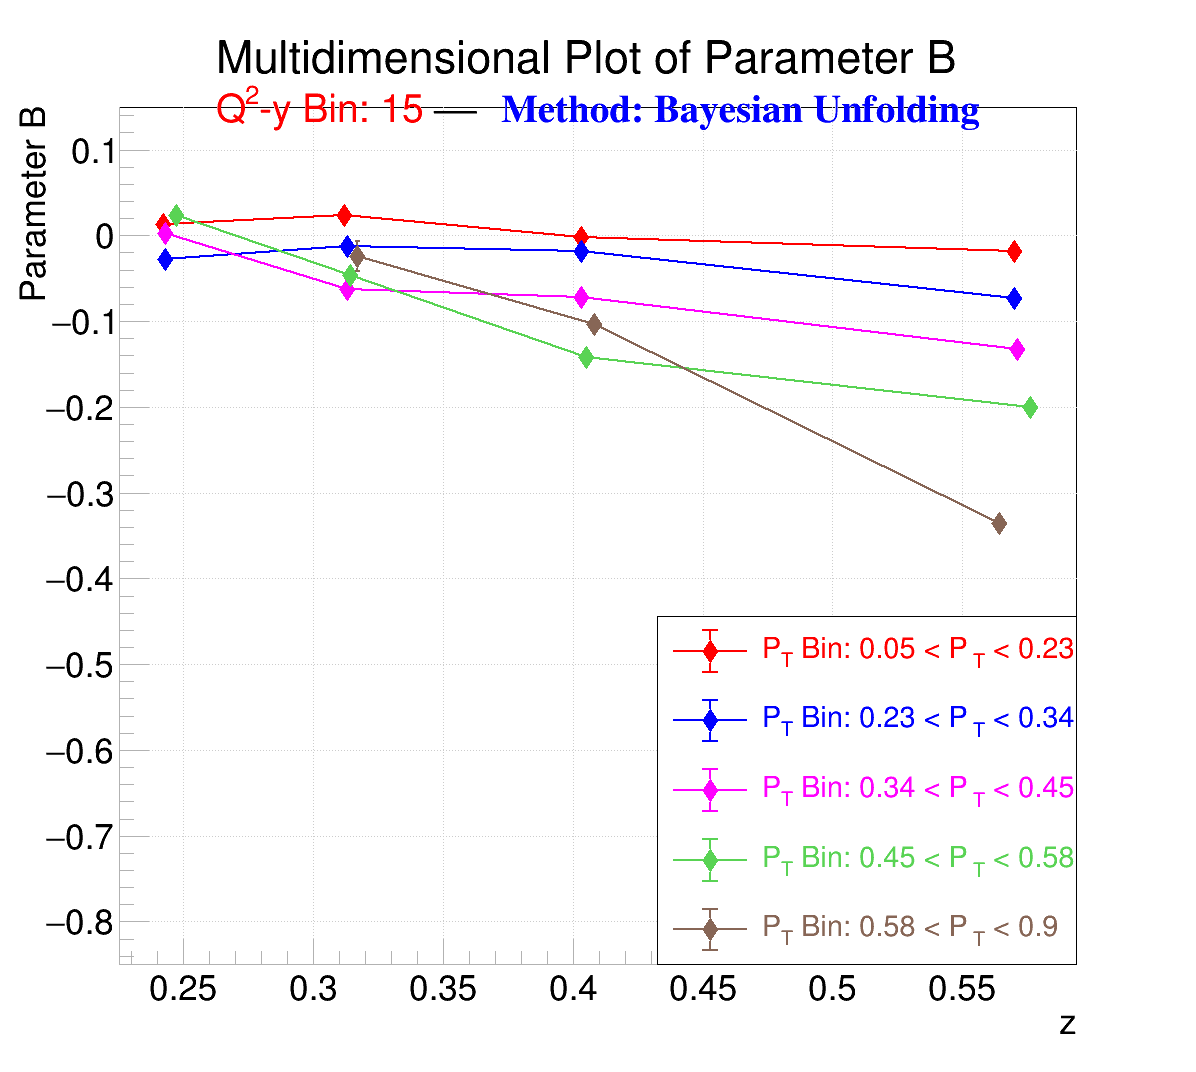 Multidimensional Plot of Parameter B
Q2-y Bin: 15 — Method: Bayesian Unfolding
Parameter B
0.1
0
−0.1
−0.2
−0.3
−0.4
−0.5
−0.6
−0.7
−0.8
PT Bin: 0.05 < PT < 0.23
PT Bin: 0.23 < PT < 0.34
PT Bin: 0.34 < PT < 0.45
PT Bin: 0.45 < PT < 0.58
PT Bin: 0.58 < PT < 0.9
0.25 0.3 0.35 0.4 0.45 0.5 0.55
z